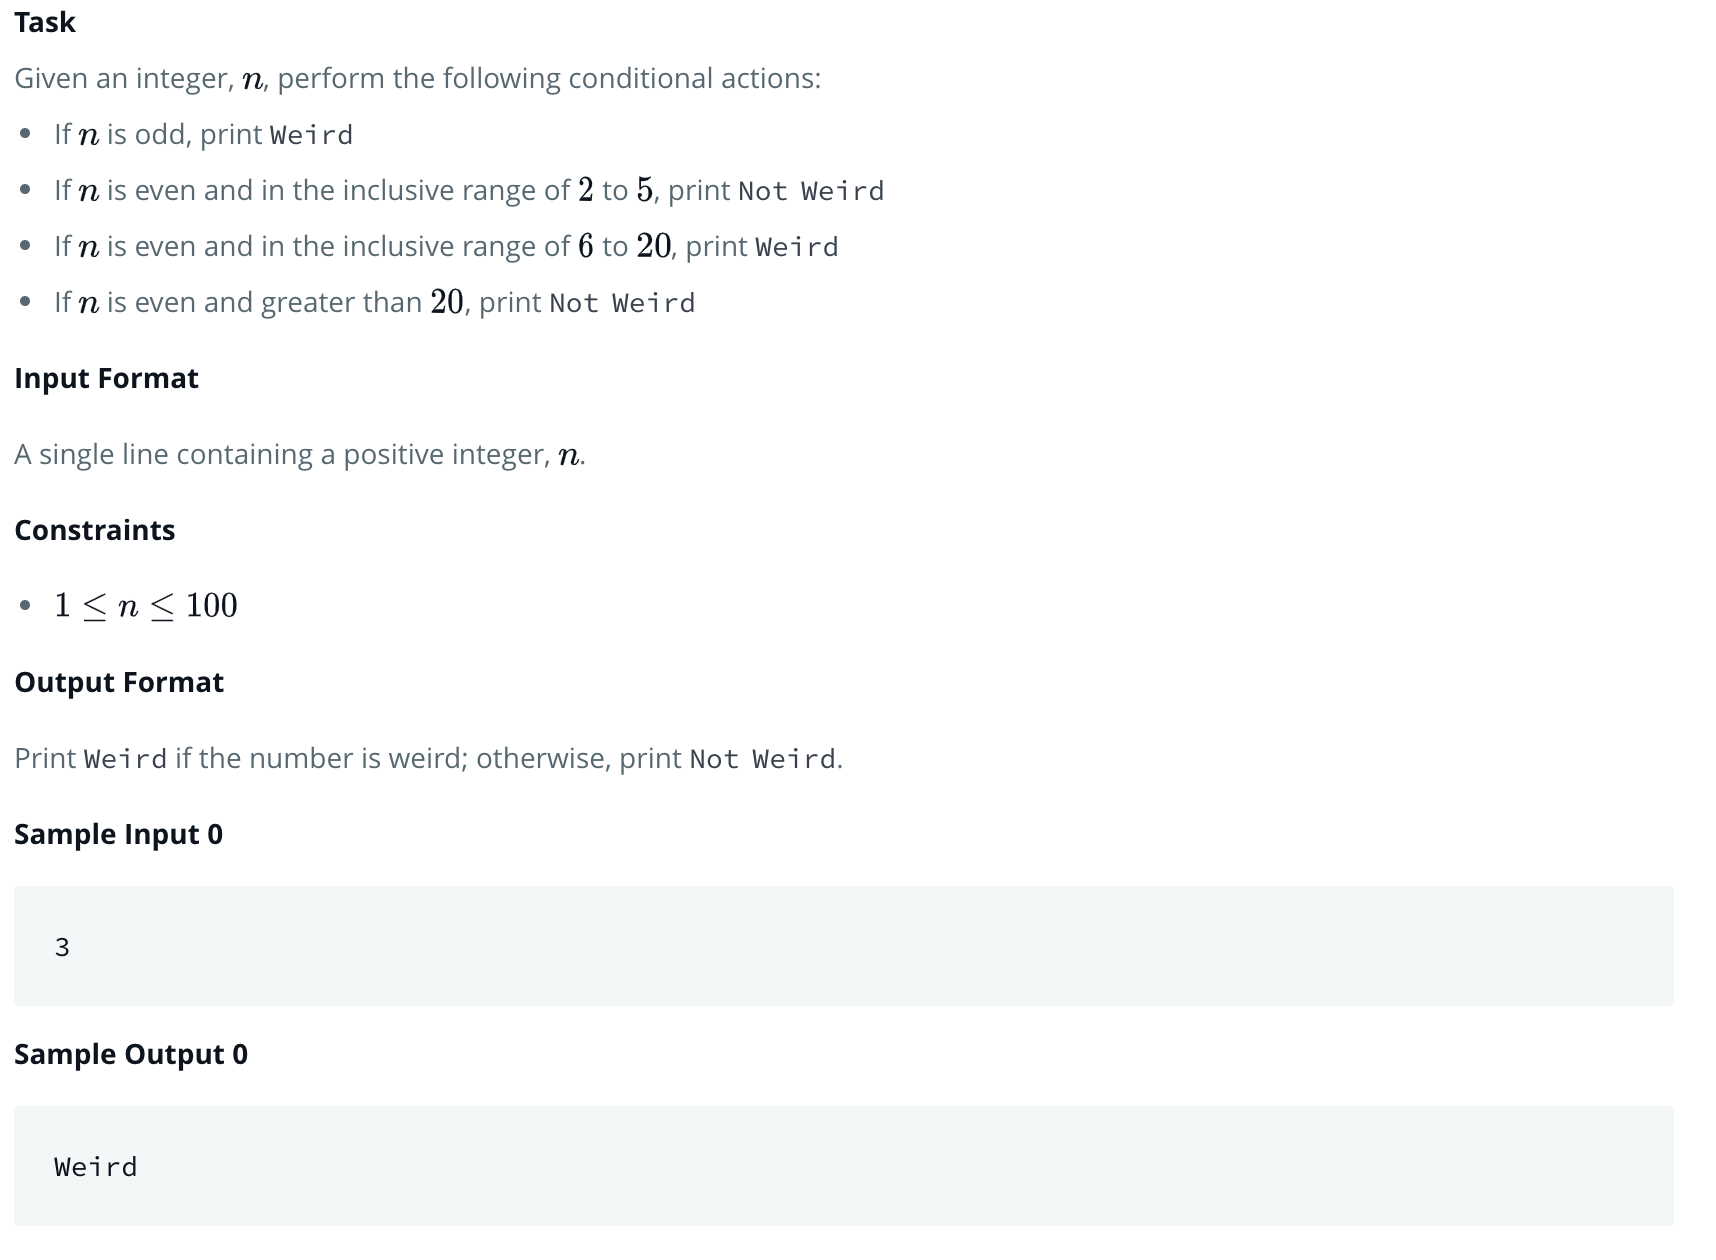 Task
Given an integer, n, perform the following conditional actions:
• If n is odd, print Weird
• If n is even and in the inclusive range of 2 to 5, print Not Weird
• If n is even and in the inclusive range of 6 to 20, print Weird
• If n is even and greater than 20, print Not Weird
Input Format
A single line containing a positive integer, n.
Constraints
• 1 ≤ n ≤ 100
Output Format
Print Weird if the number is weird; otherwise, print Not Weird.
Sample Input 0
3
Sample Output 0
Weird